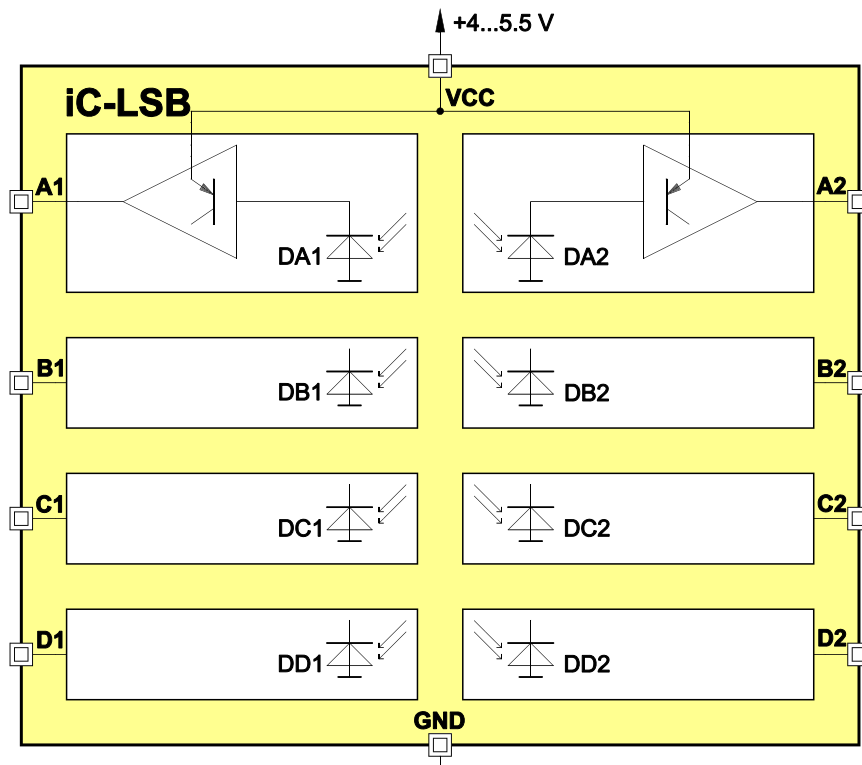 +4...5.5 V
iC-LSB
VCC
A1
A2
DA1
DA2
B1
B2
DB1
DB2
C1
C2
DC1
DC2
D1
D2
DD1
DD2
GND